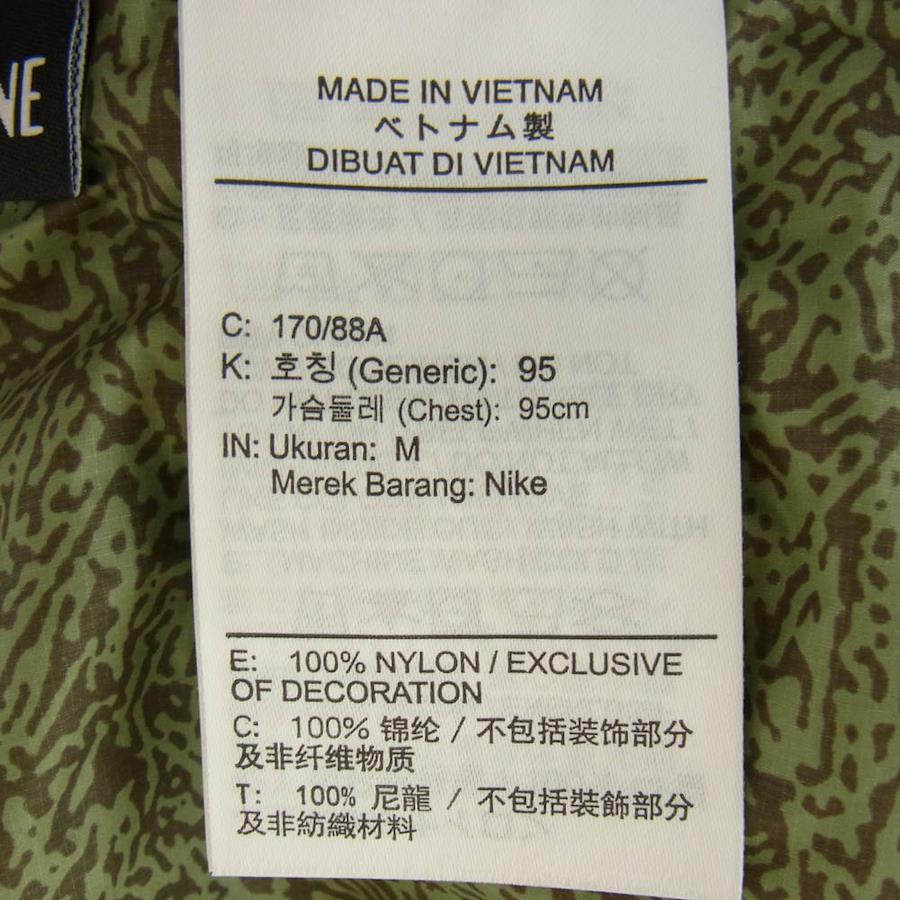 NE
MADE IN VIETNAM
ベトナム製
DIBUAT DI VIETNAM
C: 170/88A
K: 호칭 (Generic): 95
가슴둘레 (Chest): 95cm
IN: Ukuran: M
Merek Barang: Nike
E: 100% NYLON / EXCLUSIVE
OF DECORATION
C: 100% 锦纶 / 不包括装饰部分
及非纤维物质
T: 100% 尼龍 / 不包括裝飾部分
及非紡織材料